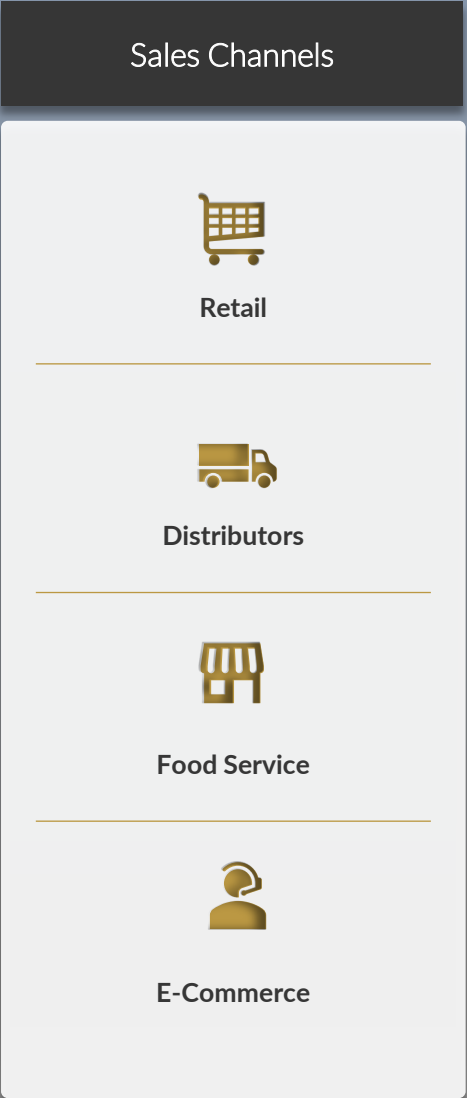 Sales Channels
Retail
Distributors
Food Service
E-Commerce